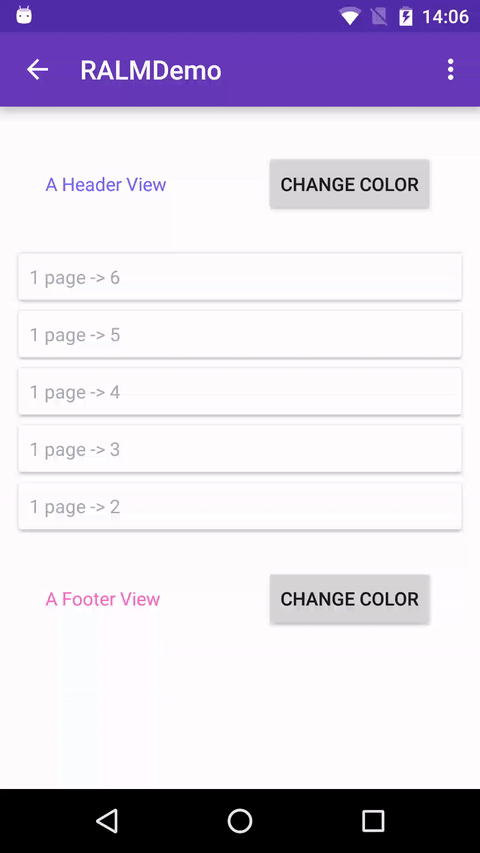 14:06
RALMDemo
A Header View
CHANGE COLOR
1 page -> 6
1 page -> 5
1 page -> 4
1 page -> 3
1 page -> 2
A Footer View
CHANGE COLOR